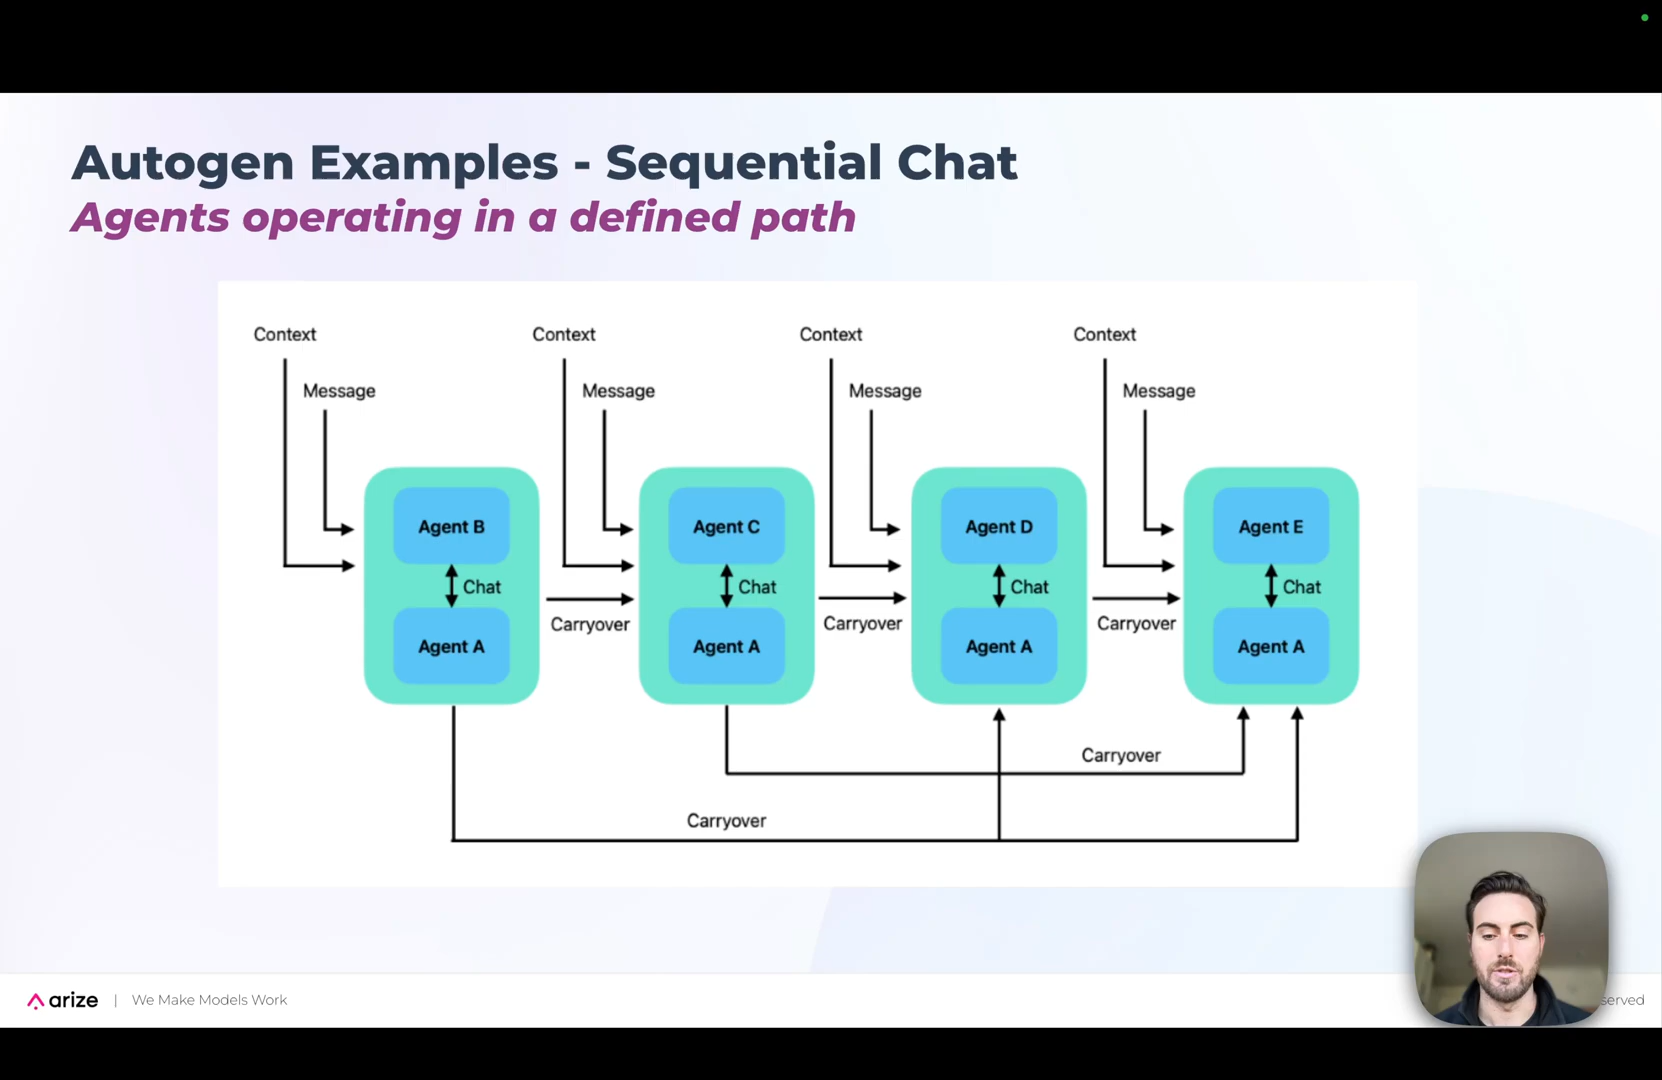 Autogen Examples - Sequential Chat
Agents operating in a defined path
Context
Context
Context
Context
Message
Message
Message
Message
Agent B
Agent C
Agent D
Agent E
Chat
Chat
Chat
Chat
Carryover
Carryover
Carryover
Agent A
Agent A
Agent A
Agent A
Carryover
Carryover
arize | We Make Models Work